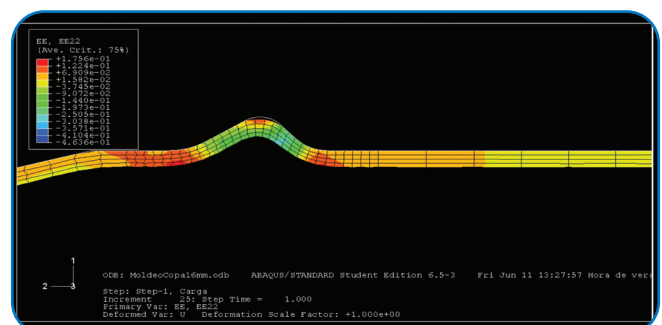 EE, EE22
(Ave. Crit.: 75%)
+1.756e-01
+1.224e-01
+6.909e-02
+1.582e-02
-3.745e-02
-9.072e-02
-1.440e-01
-1.973e-01
-2.505e-01
-3.038e-01
-3.571e-01
-4.104e-01
-4.636e-01
1
2
3
ODB: MoldeoCopa16mm.odb ABAQUS/STANDARD Student Edition 6.5-3 Fri Jun 11 13:27:57 Hora de vera
Step: Step-1, Carga
Increment 25: Step Time = 1.000
Primary Var: EE, EE22
Deformed Var: U Deformation Scale Factor: +1.000e+00